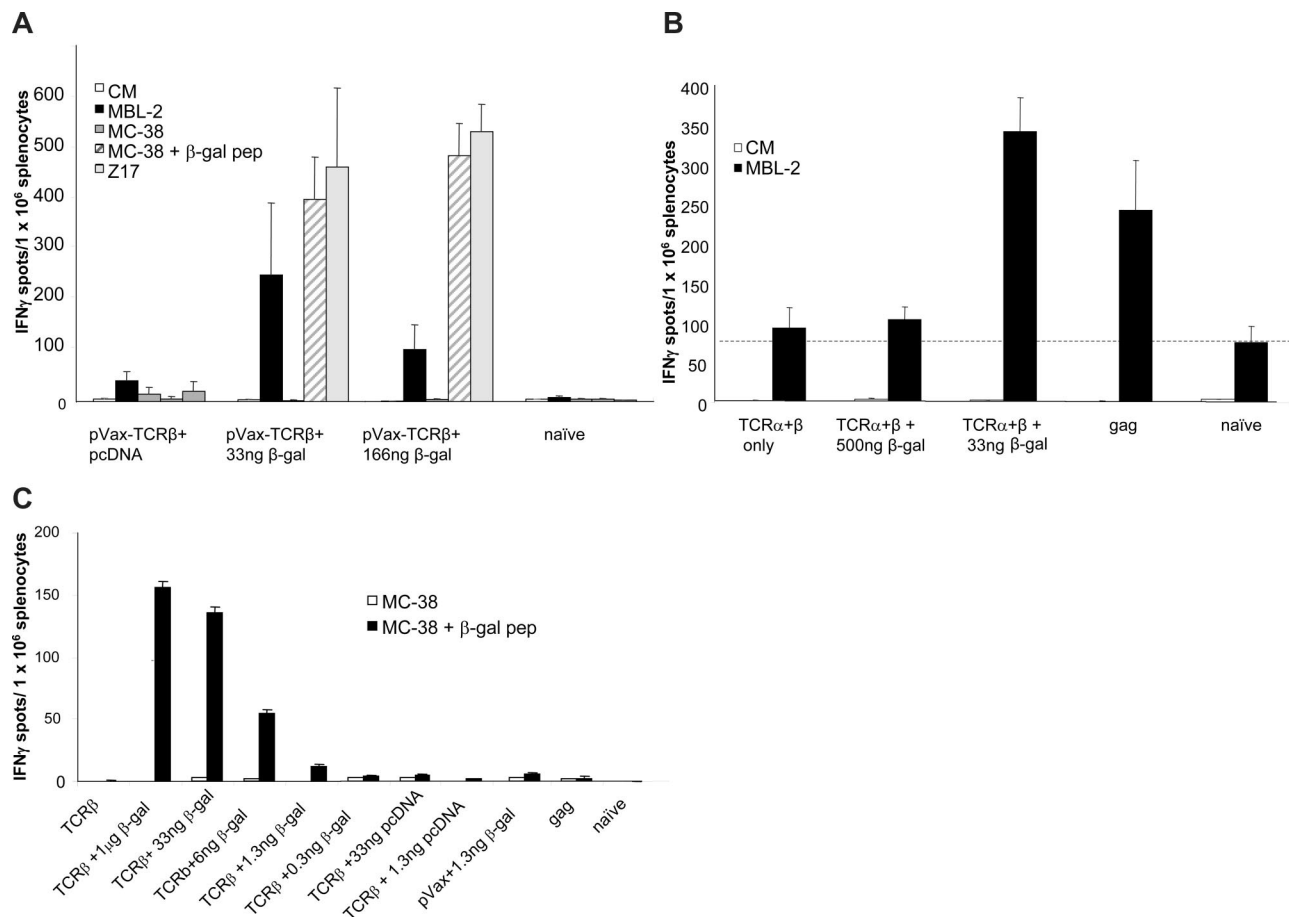 A
IFNγ spots/1 x 10⁶ splenocytes
600
500
400
300
200
100
0
CM
MBL-2
MC-38
MC-38 + β-gal pep
Z17
pVax-TCRβ+
pcDNA
pVax-TCRβ+
33ng β-gal
pVax-TCRβ+
166ng β-gal
naïve
B
IFNγ spots/1 x 10⁶ splenocytes
400
350
300
250
200
150
100
50
0
CM
MBL-2
TCRα+β
only
TCRα+β +
500ng β-gal
TCRα+β +
33ng β-gal
gag
naïve
C
IFNγ spots/ 1 x 10⁶ splenocytes
200
150
100
50
0
MC-38
MC-38 + β-gal pep
TCRβ
TCRβ +1μg β-gal
TCRβ+ 33ng β-gal
TCRb+6ng β-gal
TCRβ +1.3ng β-gal
TCRβ +0.3ng β-gal
TCRβ +33ng pcDNA
TCRβ + 1.3ng pcDNA
pVax+1.3ng β-gal
gag
naïve